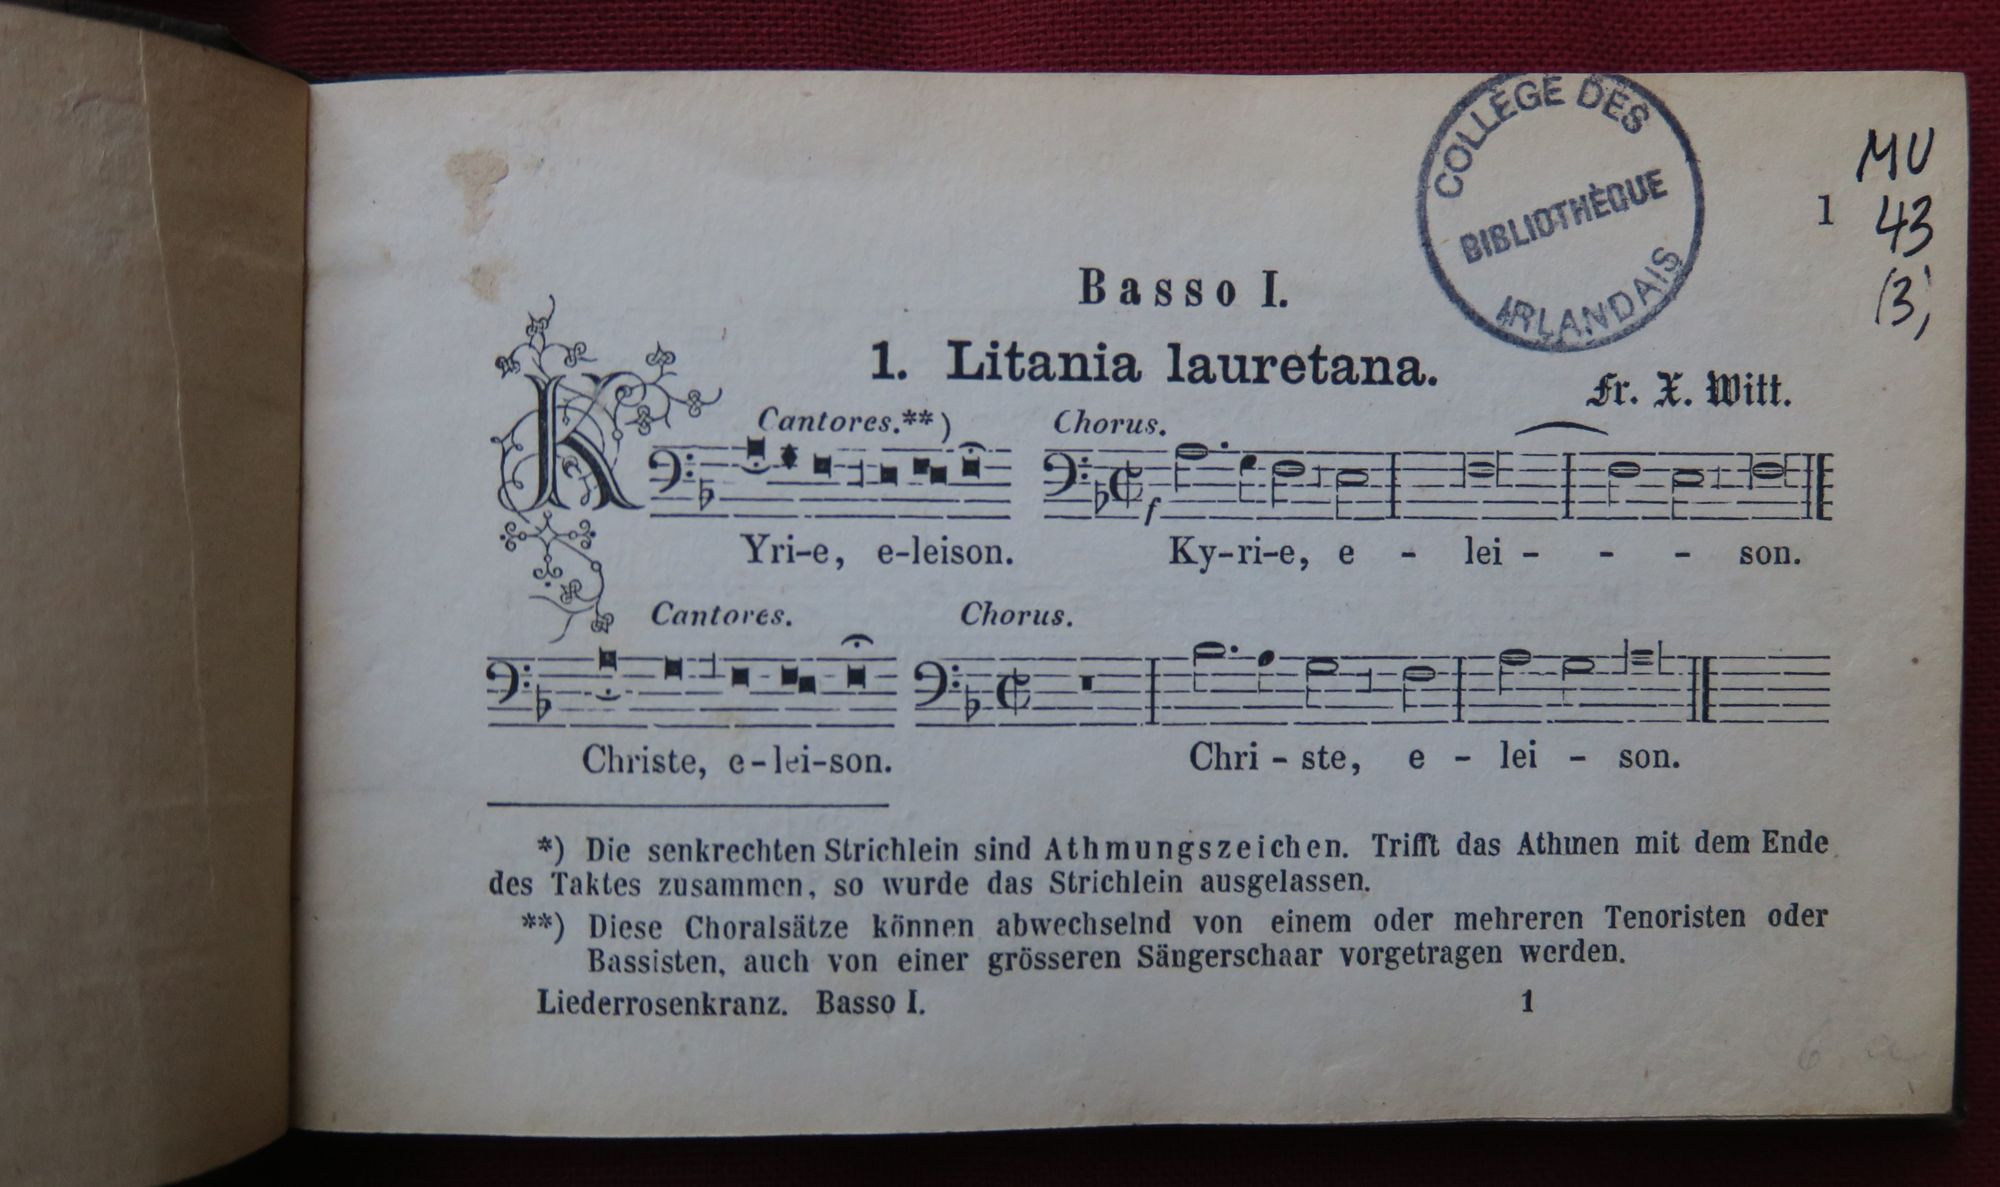 COLLÈGE DES
BIBLIOTHÈQUE
IRLANDAIS
MU
1 43
(3)
Basso I.
1. Litania lauretana.
Fr. X. Witt.
Cantores.**) Chorus.
f
KYri-e, e-leison. Ky-ri-e, e - lei - - - son.
Cantores. Chorus.
Christe, e-lei-son. Chri - ste, e - lei - son.
*) Die senkrechten Strichlein sind Athmungszeichen. Trifft das Athmen mit dem Ende
des Taktes zusammen, so wurde das Strichlein ausgelassen.
**) Diese Choralsätze können abwechselnd von einem oder mehreren Tenoristen oder
Bassisten, auch von einer grösseren Sängerschaar vorgetragen werden.
Liederrosenkranz. Basso I. 1